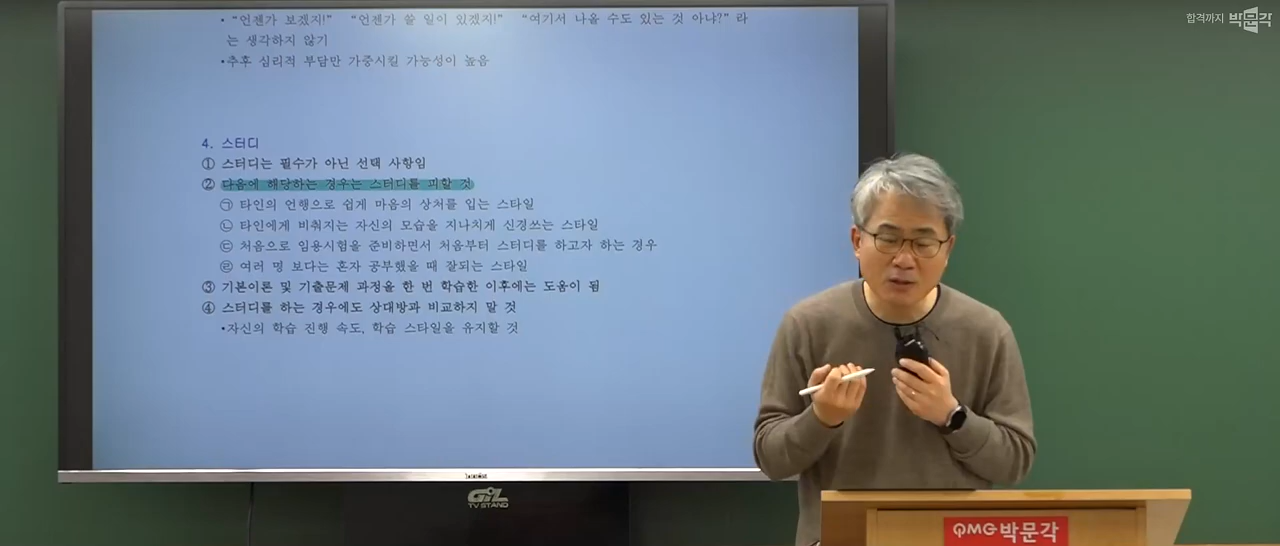 • “언젠가 보겠지!” “언젠가 쓸 일이 있겠지!” “여기서 나올 수도 있는 것 아냐?” 라
는 생각하지 않기
•추후 심리적 부담만 가중시킬 가능성이 높음
4. 스터디
① 스터디는 필수가 아닌 선택 사항임
② 다음에 해당하는 경우는 스터디를 피할 것
㉠ 타인의 언행으로 쉽게 마음의 상처를 입는 스타일
㉡ 타인에게 비춰지는 자신의 모습을 지나치게 신경쓰는 스타일
㉢ 처음으로 임용시험을 준비하면서 처음부터 스터디를 하고자 하는 경우
㉣ 여러 명 보다는 혼자 공부했을 때 잘되는 스타일
③ 기본이론 및 기출문제 과정을 한 번 학습한 이후에는 도움이 됨
④ 스터디를 하는 경우에도 상대방과 비교하지 말 것
•자신의 학습 진행 속도, 학습 스타일을 유지할 것
합격까지 박문각
GIL
TV STAND
PMG 박문각